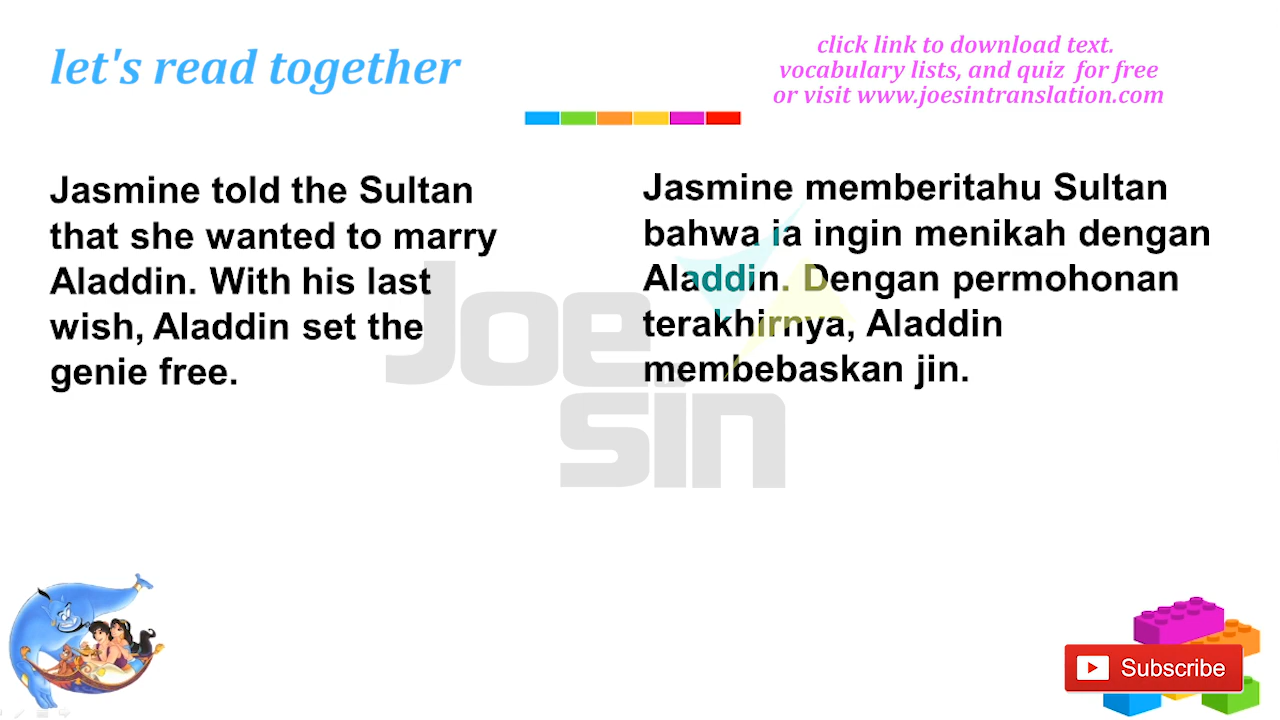 let's read together
click link to download text.
vocabulary lists, and quiz for free
or visit www.joesintranslation.com
Jasmine told the Sultan
that she wanted to marry
Aladdin. With his last
wish, Aladdin set the
genie free.
Jasmine memberitahu Sultan
bahwa ia ingin menikah dengan
Aladdin. Dengan permohonan
terakhirnya, Aladdin
membebaskan jin.
Joe
sin
Subscribe